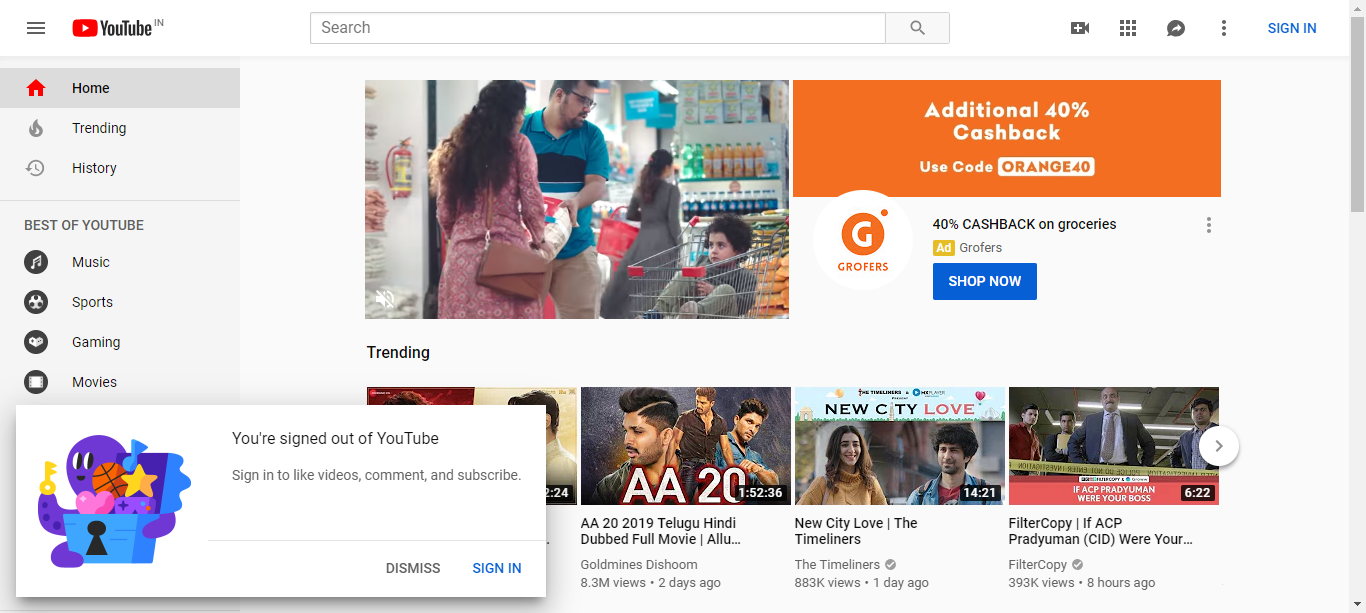 YouTube IN
Search
SIGN IN
Home
Trending
History
BEST OF YOUTUBE
Music
Sports
Gaming
Movies
Additional 40%
Cashback
Use Code ORANGE40
G
GROFERS
40% CASHBACK on groceries
Ad Grofers
SHOP NOW
Trending
2:24
AA 20
1:52:36
AA 20 2019 Telugu Hindi
Dubbed Full Movie | Allu…
Goldmines Dishoom
8.3M views • 2 days ago
THE TIMELINERS & MXPLAYER
NEW CITY LOVE
14:21
New City Love | The
Timeliners
The Timeliners
883K views • 1 day ago
FILTERCOPY &
IF ACP PRADYUMAN
WERE YOUR BOSS
6:22
FilterCopy | If ACP
Pradyuman (CID) Were Your…
FilterCopy
393K views • 8 hours ago
You're signed out of YouTube
Sign in to like videos, comment, and subscribe.
DISMISS
SIGN IN